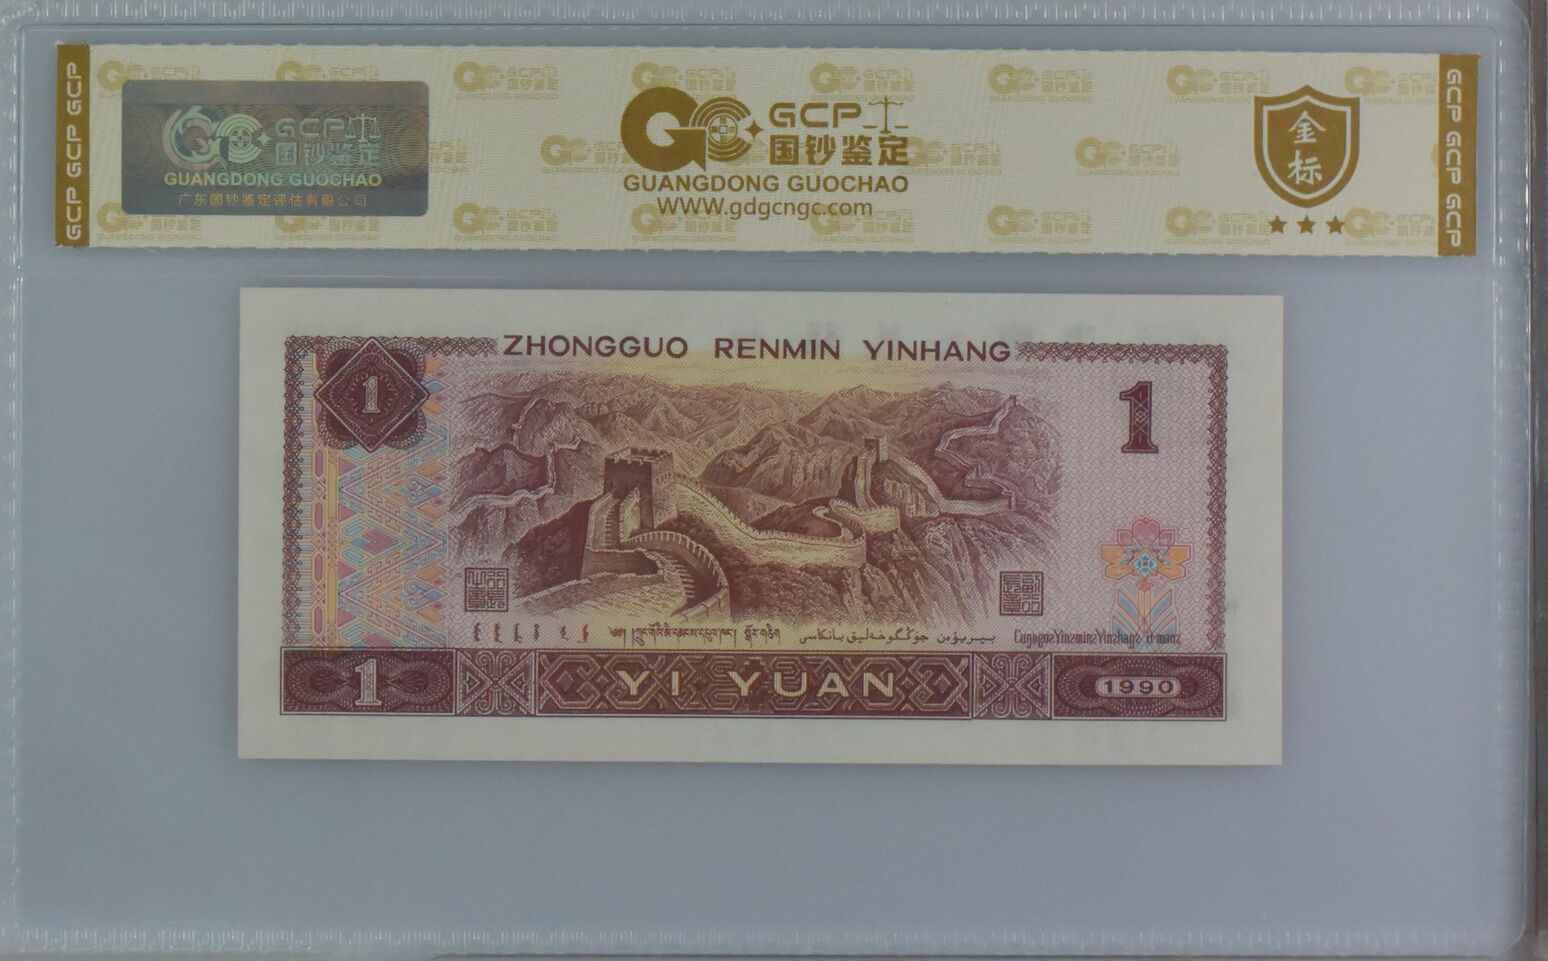 GCP GCP GCP
GCP 国钞鉴定
GUANGDONG GUOCHAO
广东国钞鉴定评估有限公司
GCP
国钞鉴定
GUANGDONG GUOCHAO
WWW.gdgcngc.com
金标
GCP GCP GCP
ZHONGGUO RENMIN YINHANG
1
1
1 YI YUAN 1990